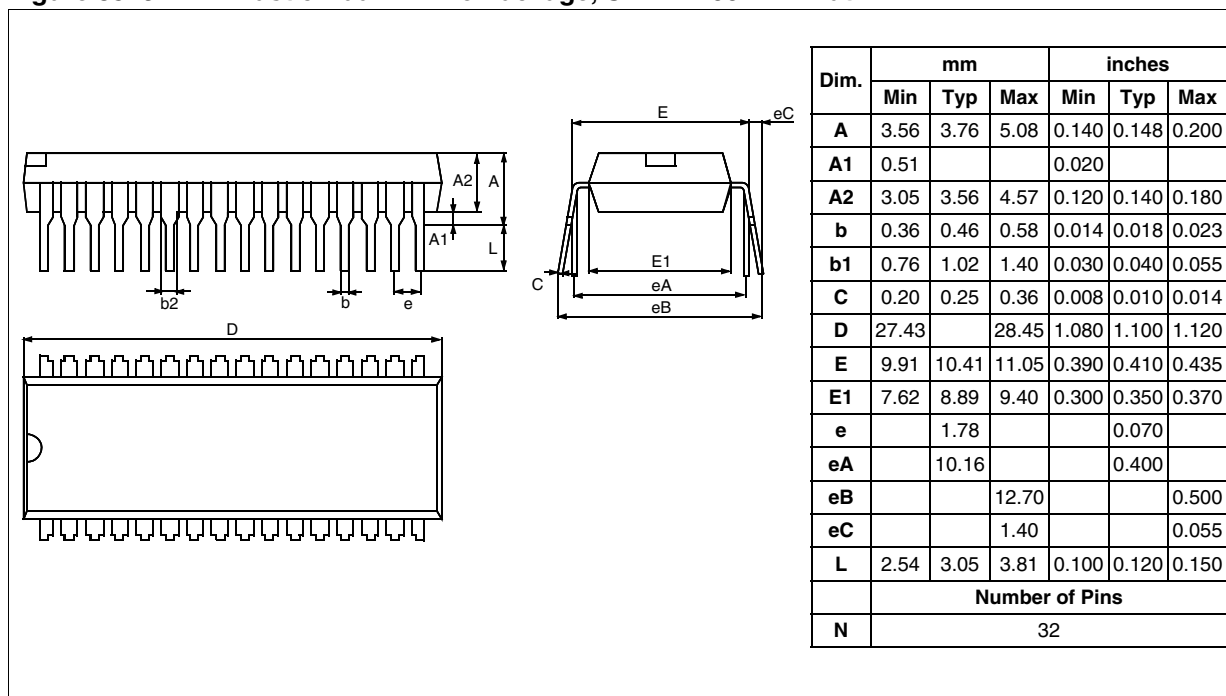 A2
A
A1
L
b2
b
e
D
E
eC
C
E1
eA
eB
Dim. mm inches
Min Typ Max Min Typ Max
A 3.56 3.76 5.08 0.140 0.148 0.200
A1 0.51 0.020
A2 3.05 3.56 4.57 0.120 0.140 0.180
b 0.36 0.46 0.58 0.014 0.018 0.023
b1 0.76 1.02 1.40 0.030 0.040 0.055
C 0.20 0.25 0.36 0.008 0.010 0.014
D 27.43 28.45 1.080 1.100 1.120
E 9.91 10.41 11.05 0.390 0.410 0.435
E1 7.62 8.89 9.40 0.300 0.350 0.370
e 1.78 0.070
eA 10.16 0.400
eB 12.70 0.500
eC 1.40 0.055
L 2.54 3.05 3.81 0.100 0.120 0.150
Number of Pins
N 32